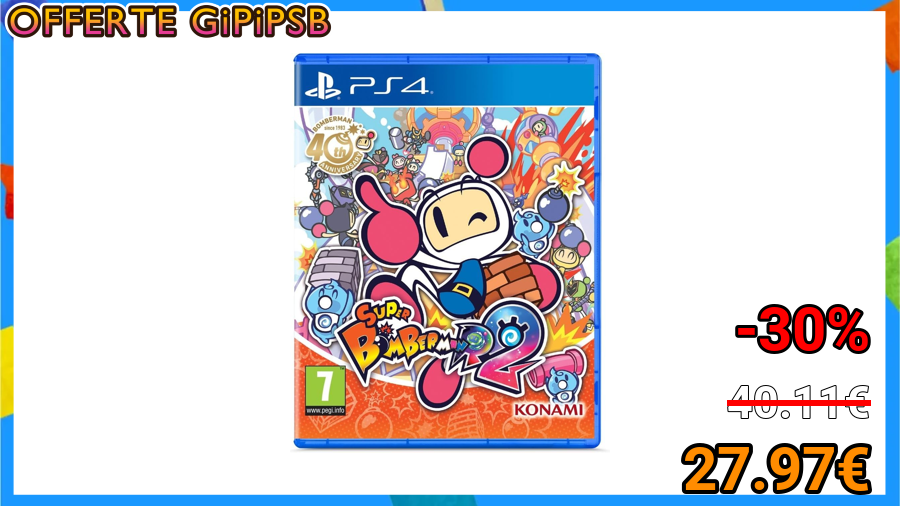 OFFERTE GiPiPSB
PS4
BOMBERMAN
since 1983
40th
ANNIVERSARY
SUPER
BOMBERMAN R 2
7
www.pegi.info
KONAMI
-30%
40.11€
27.97€